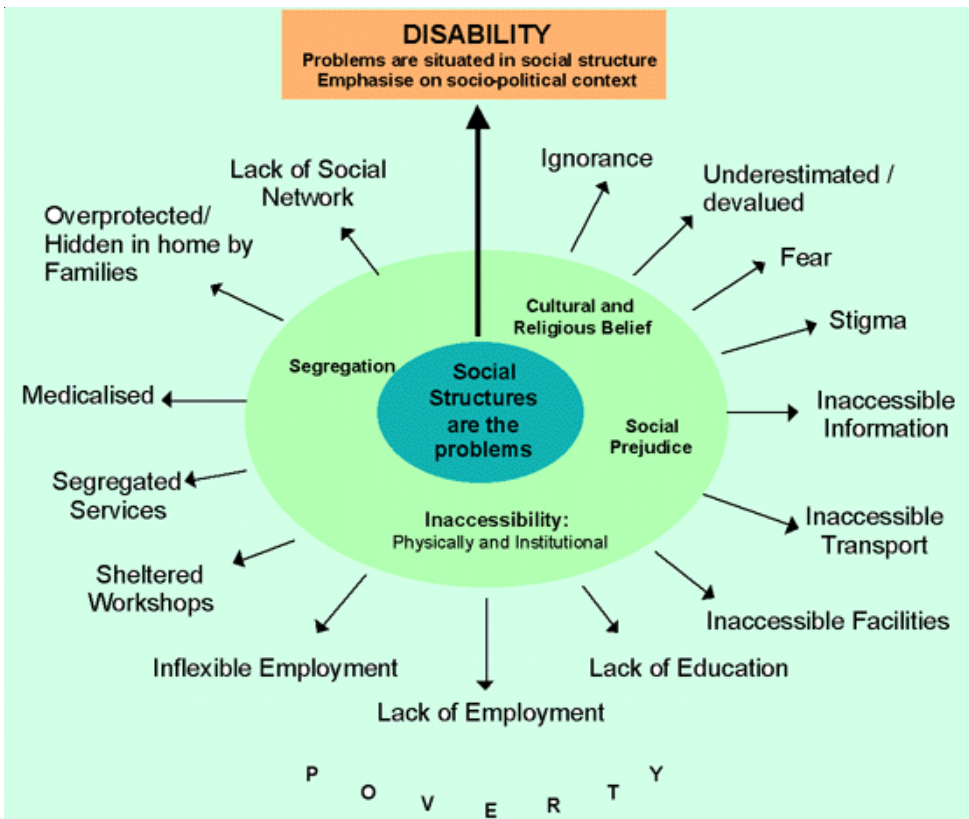 DISABILITY
Problems are situated in social structure
Emphasise on socio-political context
Lack of Social
Network
Ignorance
Underestimated /
devalued
Overprotected/
Hidden in home by
Families
Fear
Stigma
Cultural and
Religious Belief
Segregation
Social
Structures
are the
problems
Medicalised
Inaccessible
Information
Social
Prejudice
Segregated
Services
Inaccessibility:
Physically and Institutional
Inaccessible
Transport
Sheltered
Workshops
Inaccessible Facilities
Inflexible Employment
Lack of Education
Lack of Employment
P O V E R T Y